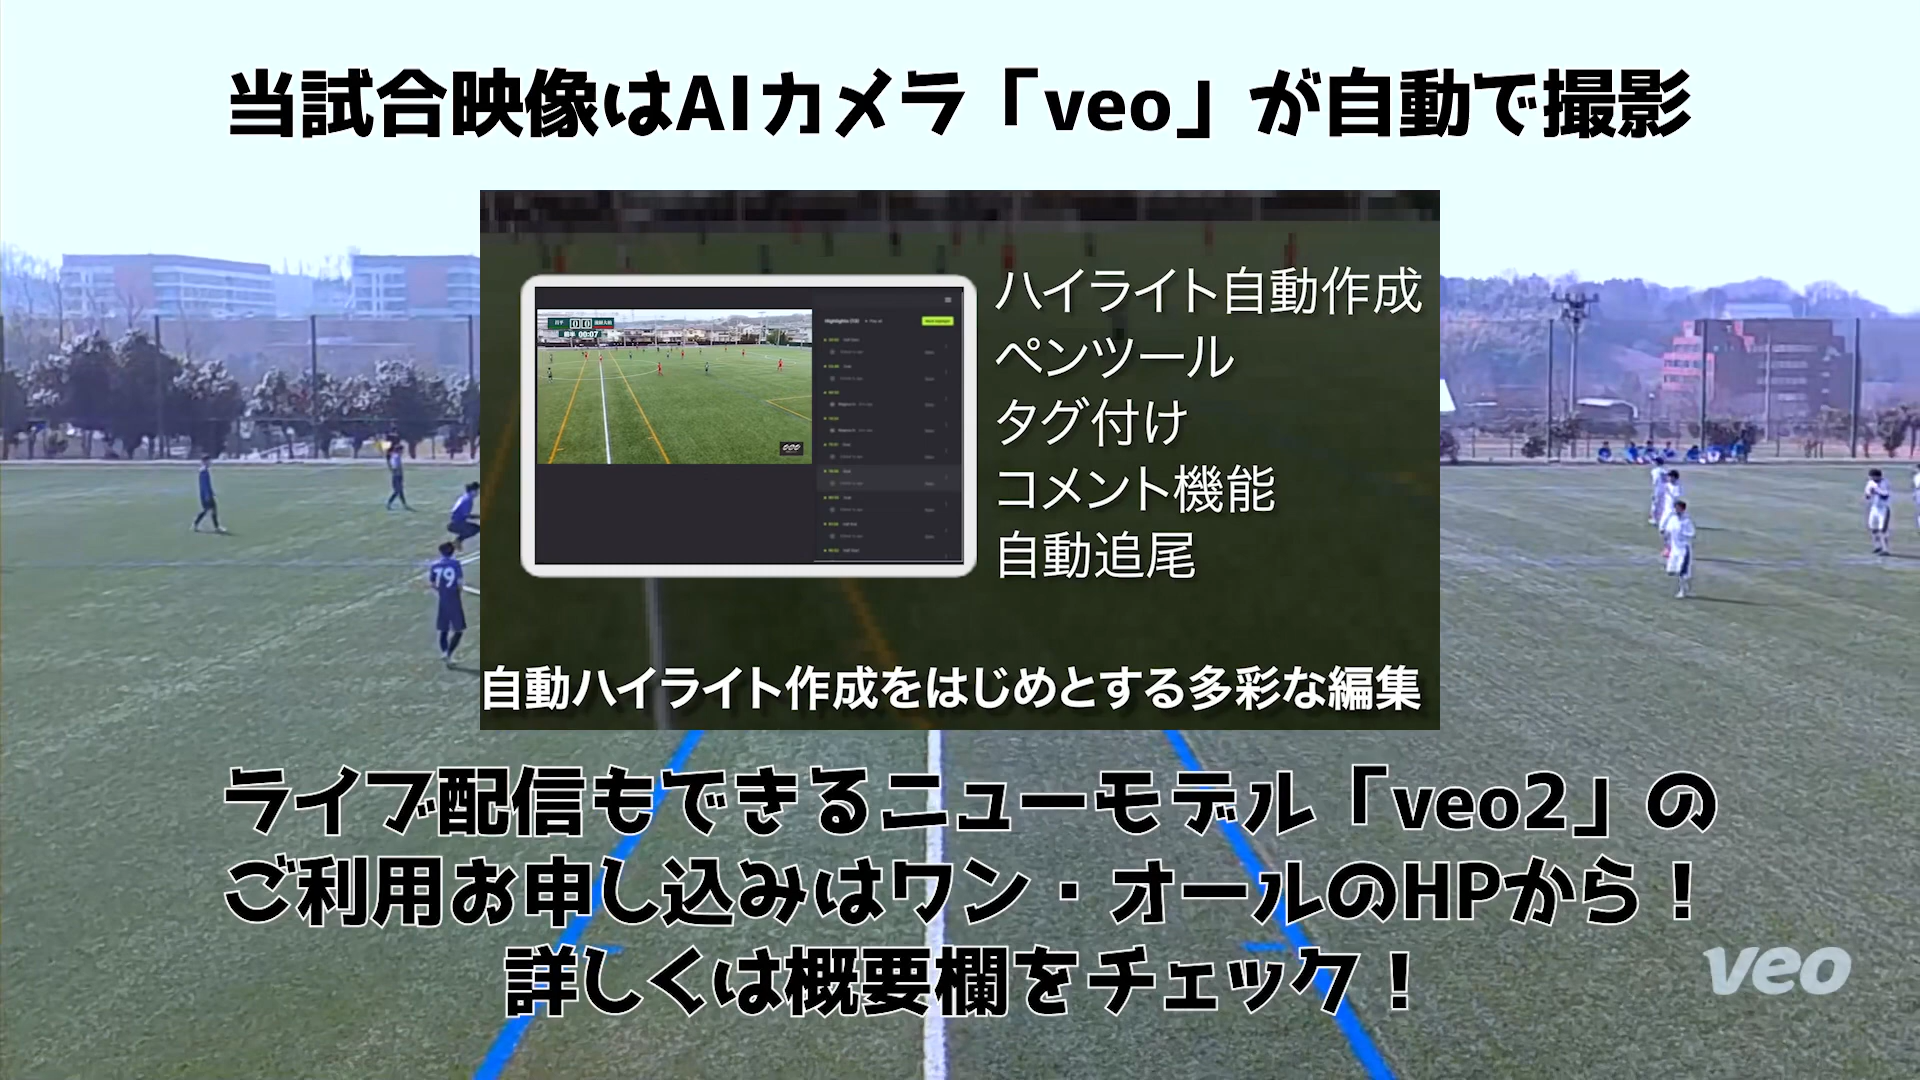 当試合映像はAIカメラ「veo」が自動で撮影
ハイライト自動作成
ペンツール
タグ付け
コメント機能
自動追尾
自動ハイライト作成をはじめとする多彩な編集
ライブ配信もできるニューモデル「veo2」の
ご利用お申し込みはワン・オールのHPから！
詳しくは概要欄をチェック！
veo
19